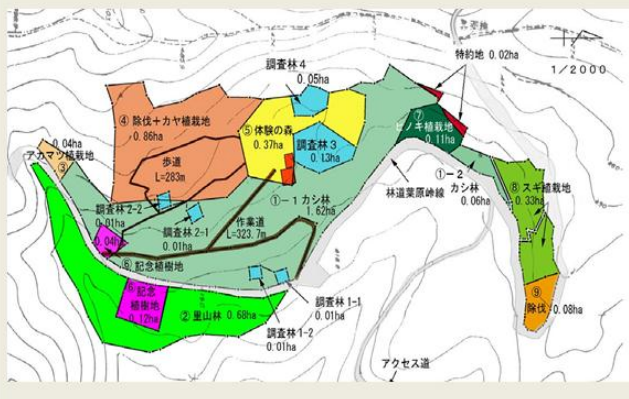 特約地 0.02ha
1/2000
調査林4
0.05ha
④除伐+カヤ植栽地
0.86ha
⑤体験の森
0.37ha
調査林3
0.13ha
⑦
ヒノキ植栽地
0.11ha
0.04ha
アカマツ植栽地
③
歩道
L=283m
①-1 カシ林
1.62ha
林道葉原峠線
①-2
カシ林
0.06ha
⑧スギ植栽地
0.33ha
調査林2-2
0.01ha
0.04ha
調査林2-1
0.01ha
作業道
L=323.7m
⑥記念植樹地
⑥記念
植樹地
0.12ha
②里山林 0.68ha
調査林1-1
0.01ha
調査林1-2
0.01ha
⑨
除伐 0.08ha
アクセス道